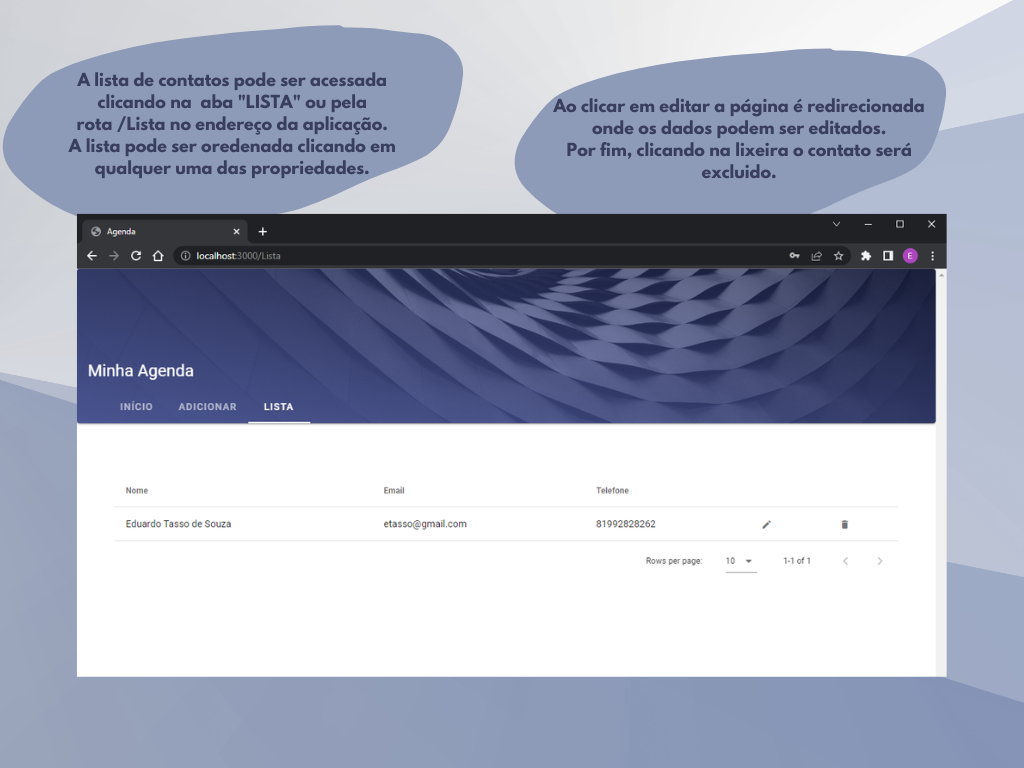 A lista de contatos pode ser acessada
clicando na  aba "LISTA" ou pela
rota /Lista no endereço da aplicação.
A lista pode ser oredenada clicando em
qualquer uma das propriedades.
Ao clicar em editar a página é redirecionada
onde os dados podem ser editados.
Por fim, clicando na lixeira o contato será
excluido.
Agenda
localhost:3000/Lista
E
Minha Agenda
INÍCIO ADICIONAR LISTA
Nome Email Telefone
Eduardo Tasso de Souza etasso@gmail.com 81992828262
Rows per page: 10 1-1 of 1